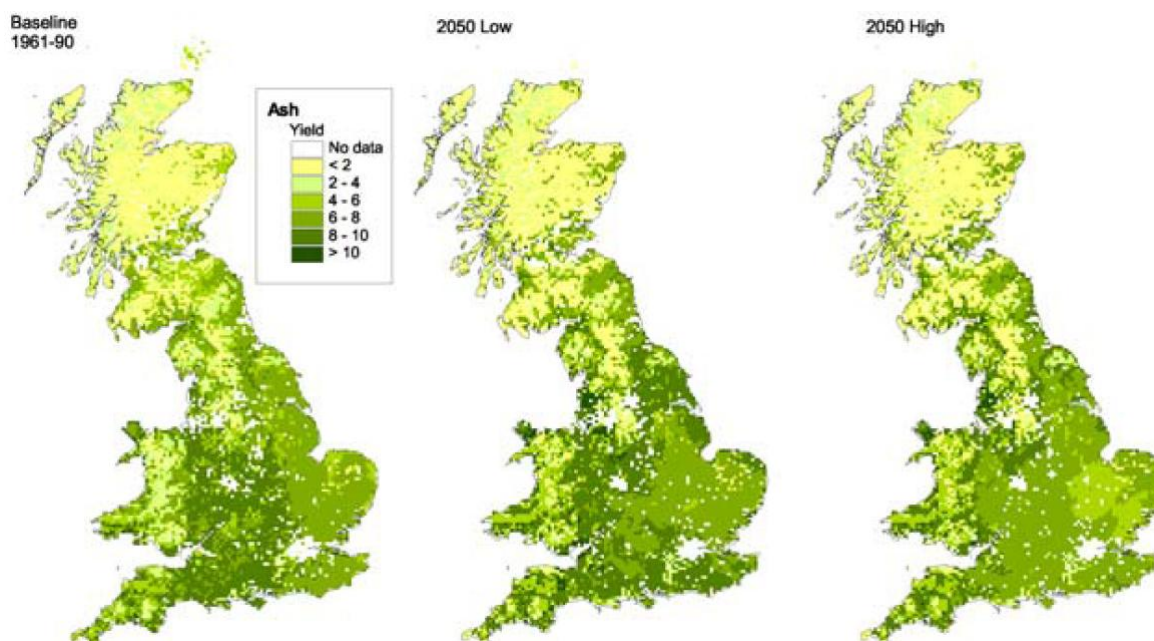 Baseline
1961-90
2050 Low
2050 High
Ash
Yield
No data
< 2
2 - 4
4 - 6
6 - 8
8 - 10
> 10